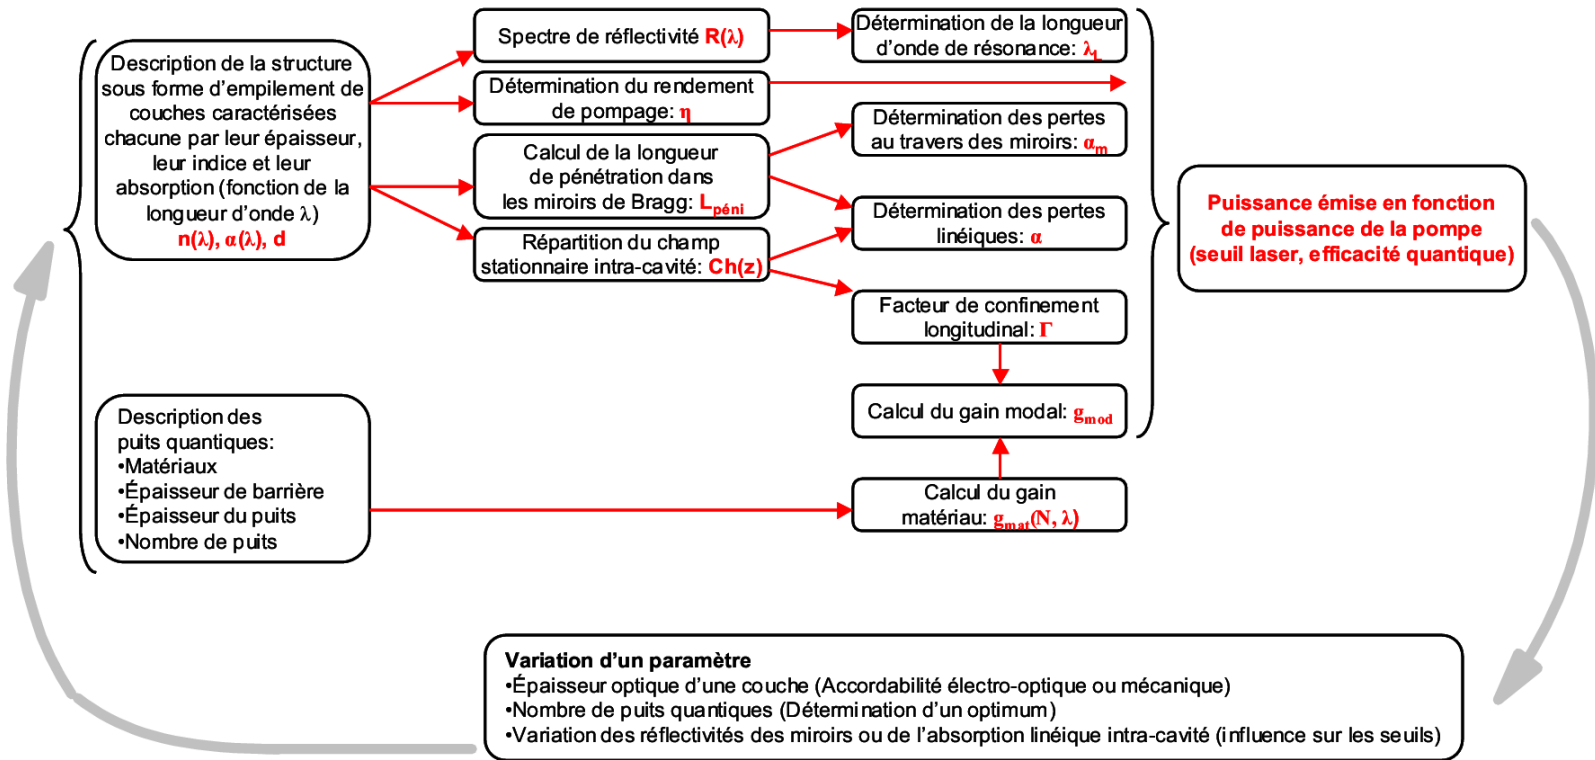 Description de la structure
sous forme d'empilement de
couches caractérisées
chacune par leur épaisseur,
leur indice et leur
absorption (fonction de la
longueur d'onde λ)
n(λ), α(λ), d
Description des
puits quantiques:
•Matériaux
•Épaisseur de barrière
•Épaisseur du puits
•Nombre de puits
Spectre de réflectivité R(λ)
Détermination du rendement
de pompage: η
Calcul de la longueur
de pénétration dans
les miroirs de Bragg: Lpéni
Répartition du champ
stationnaire intra-cavité: Ch(z)
Détermination de la longueur
d'onde de résonance: λL
Détermination des pertes
au travers des miroirs: αm
Détermination des pertes
linéiques: α
Facteur de confinement
longitudinal: Γ
Calcul du gain modal: gmod
Calcul du gain
matériau: gmat(N, λ)
Puissance émise en fonction
de puissance de la pompe
(seuil laser, efficacité quantique)
Variation d'un paramètre
•Épaisseur optique d'une couche (Accordabilité électro-optique ou mécanique)
•Nombre de puits quantiques (Détermination d'un optimum)
•Variation des réflectivités des miroirs ou de l'absorption linéique intra-cavité (influence sur les seuils)